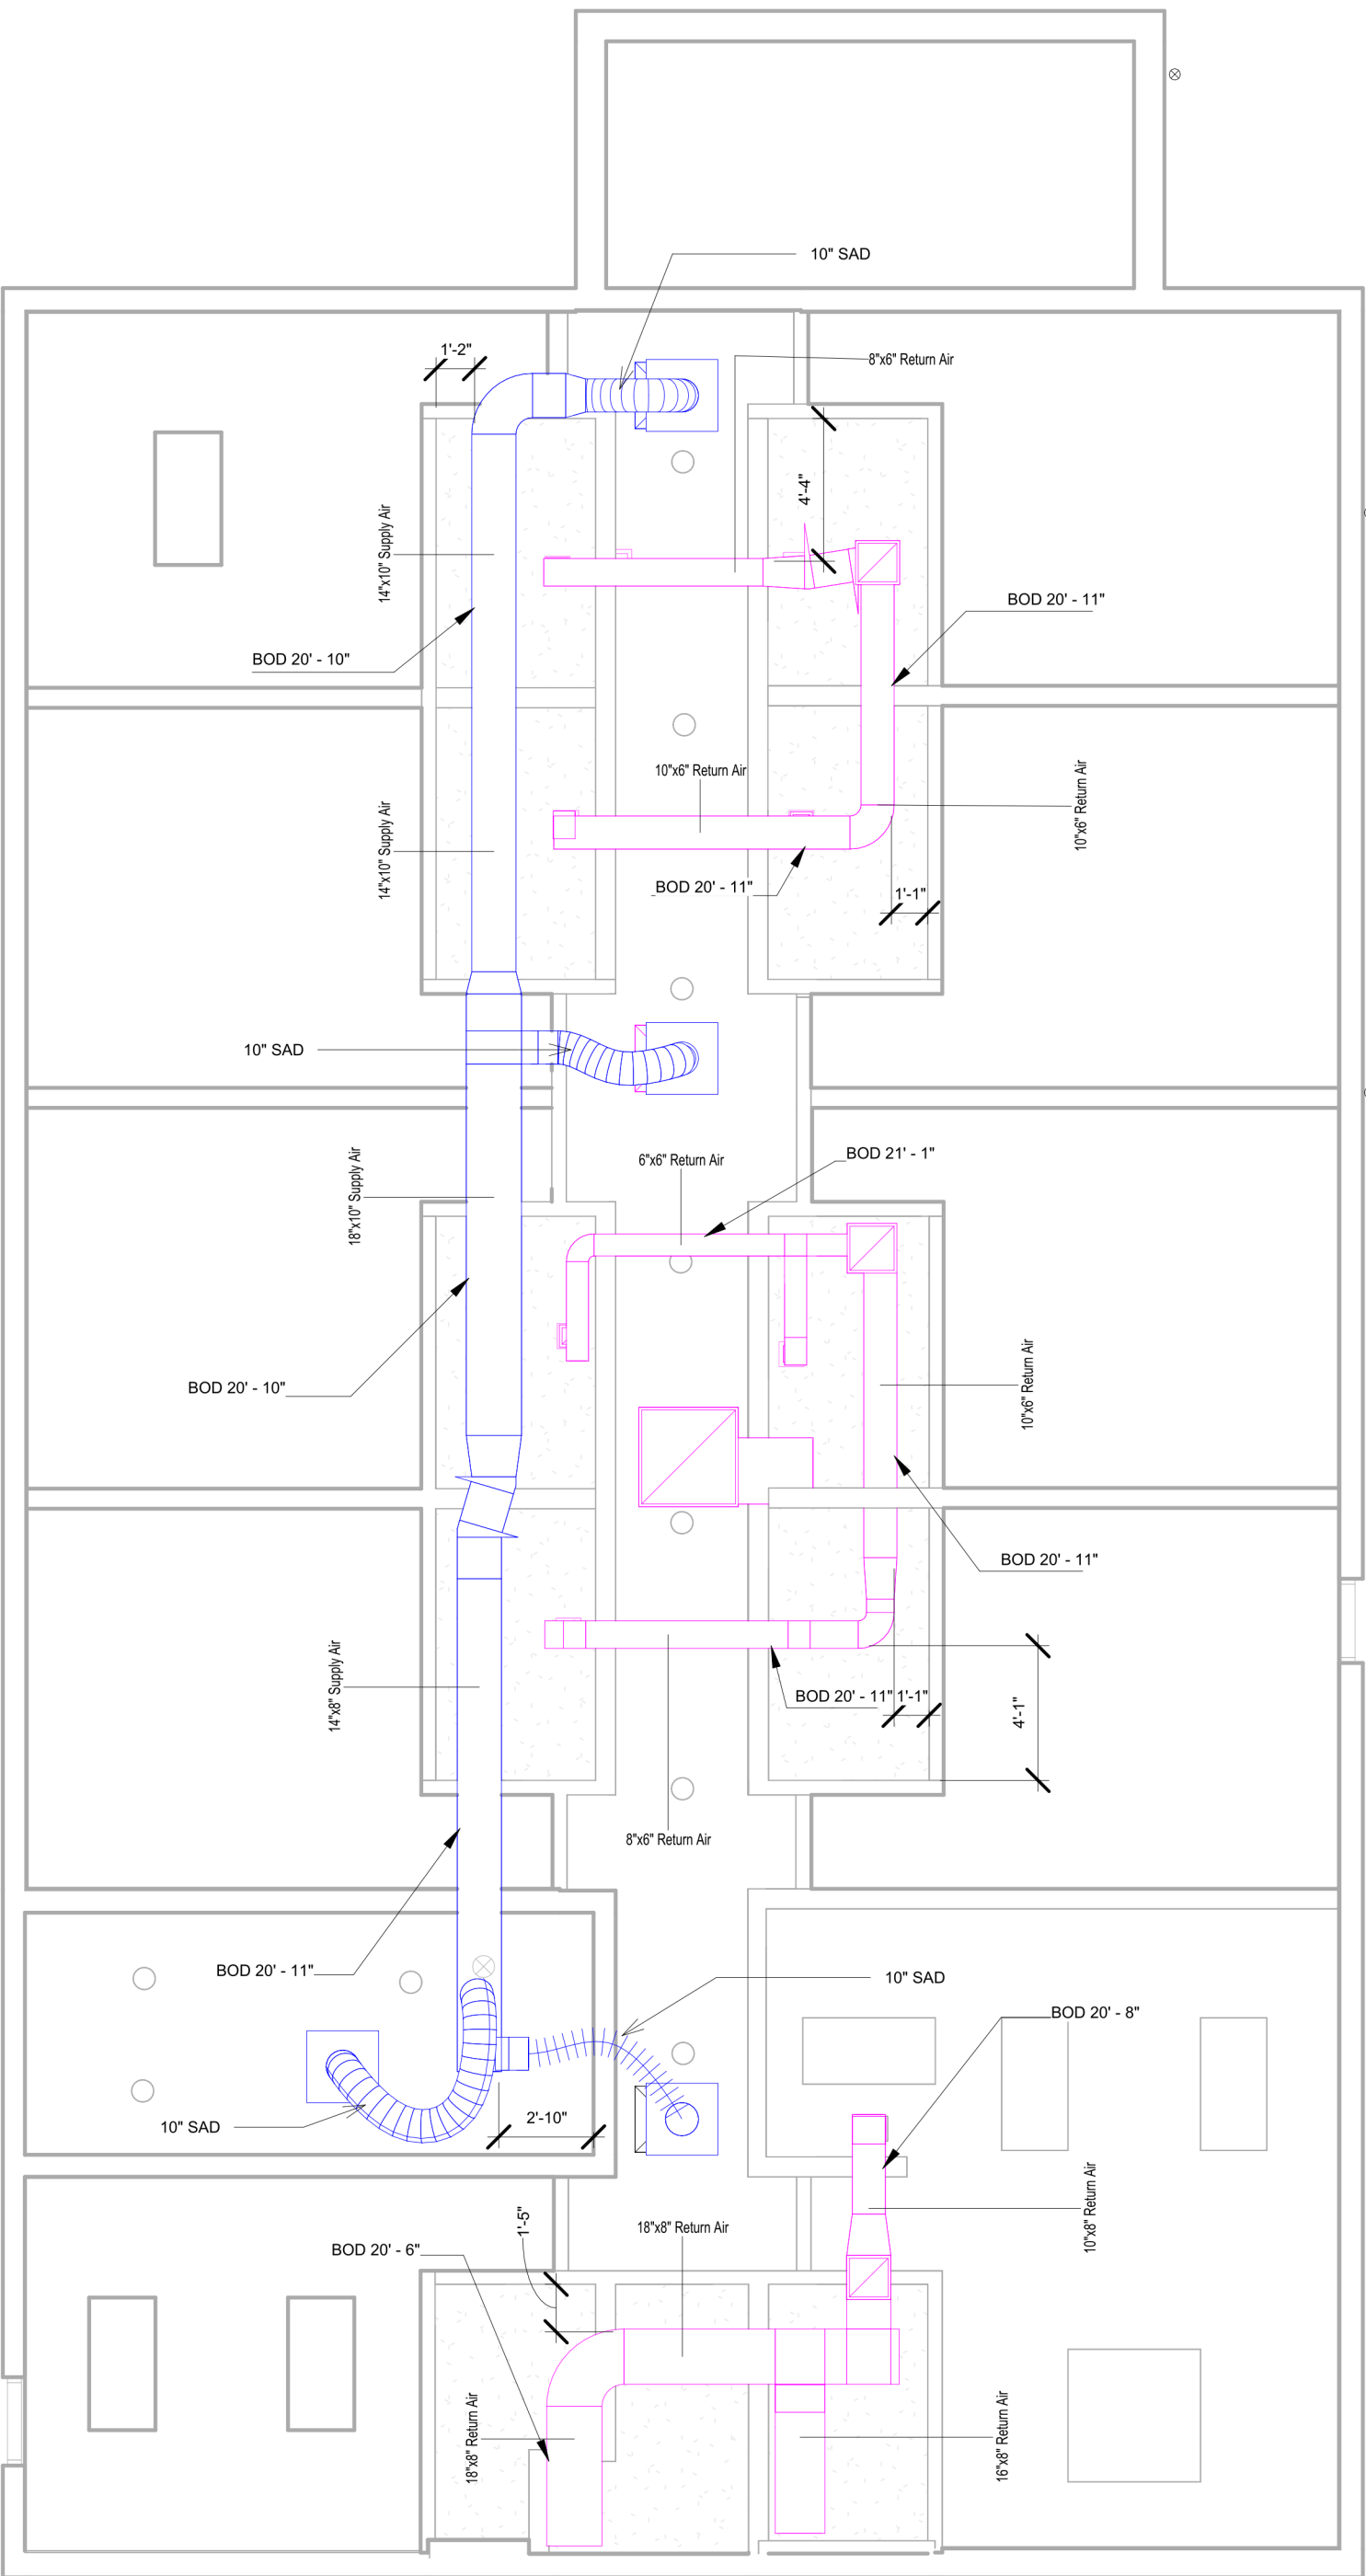 10" SAD
1'-2"
8"x6" Return Air
4'-4"
14"x10" Supply Air
BOD 20' - 11"
BOD 20' - 10"
10"x6" Return Air
10"x6" Return Air
14"x10" Supply Air
BOD 20' - 11"
1'-1"
10" SAD
6"x6" Return Air
BOD 21' - 1"
18"x10" Supply Air
BOD 20' - 10"
10"x6" Return Air
BOD 20' - 11"
14"x8" Supply Air
BOD 20' - 11"
1'-1"
4'-1"
8"x6" Return Air
BOD 20' - 11"
10" SAD
BOD 20' - 8"
10" SAD
2'-10"
10"x8" Return Air
1'-5"
18"x8" Return Air
BOD 20' - 6"
18"x8" Return Air
16"x8" Return Air